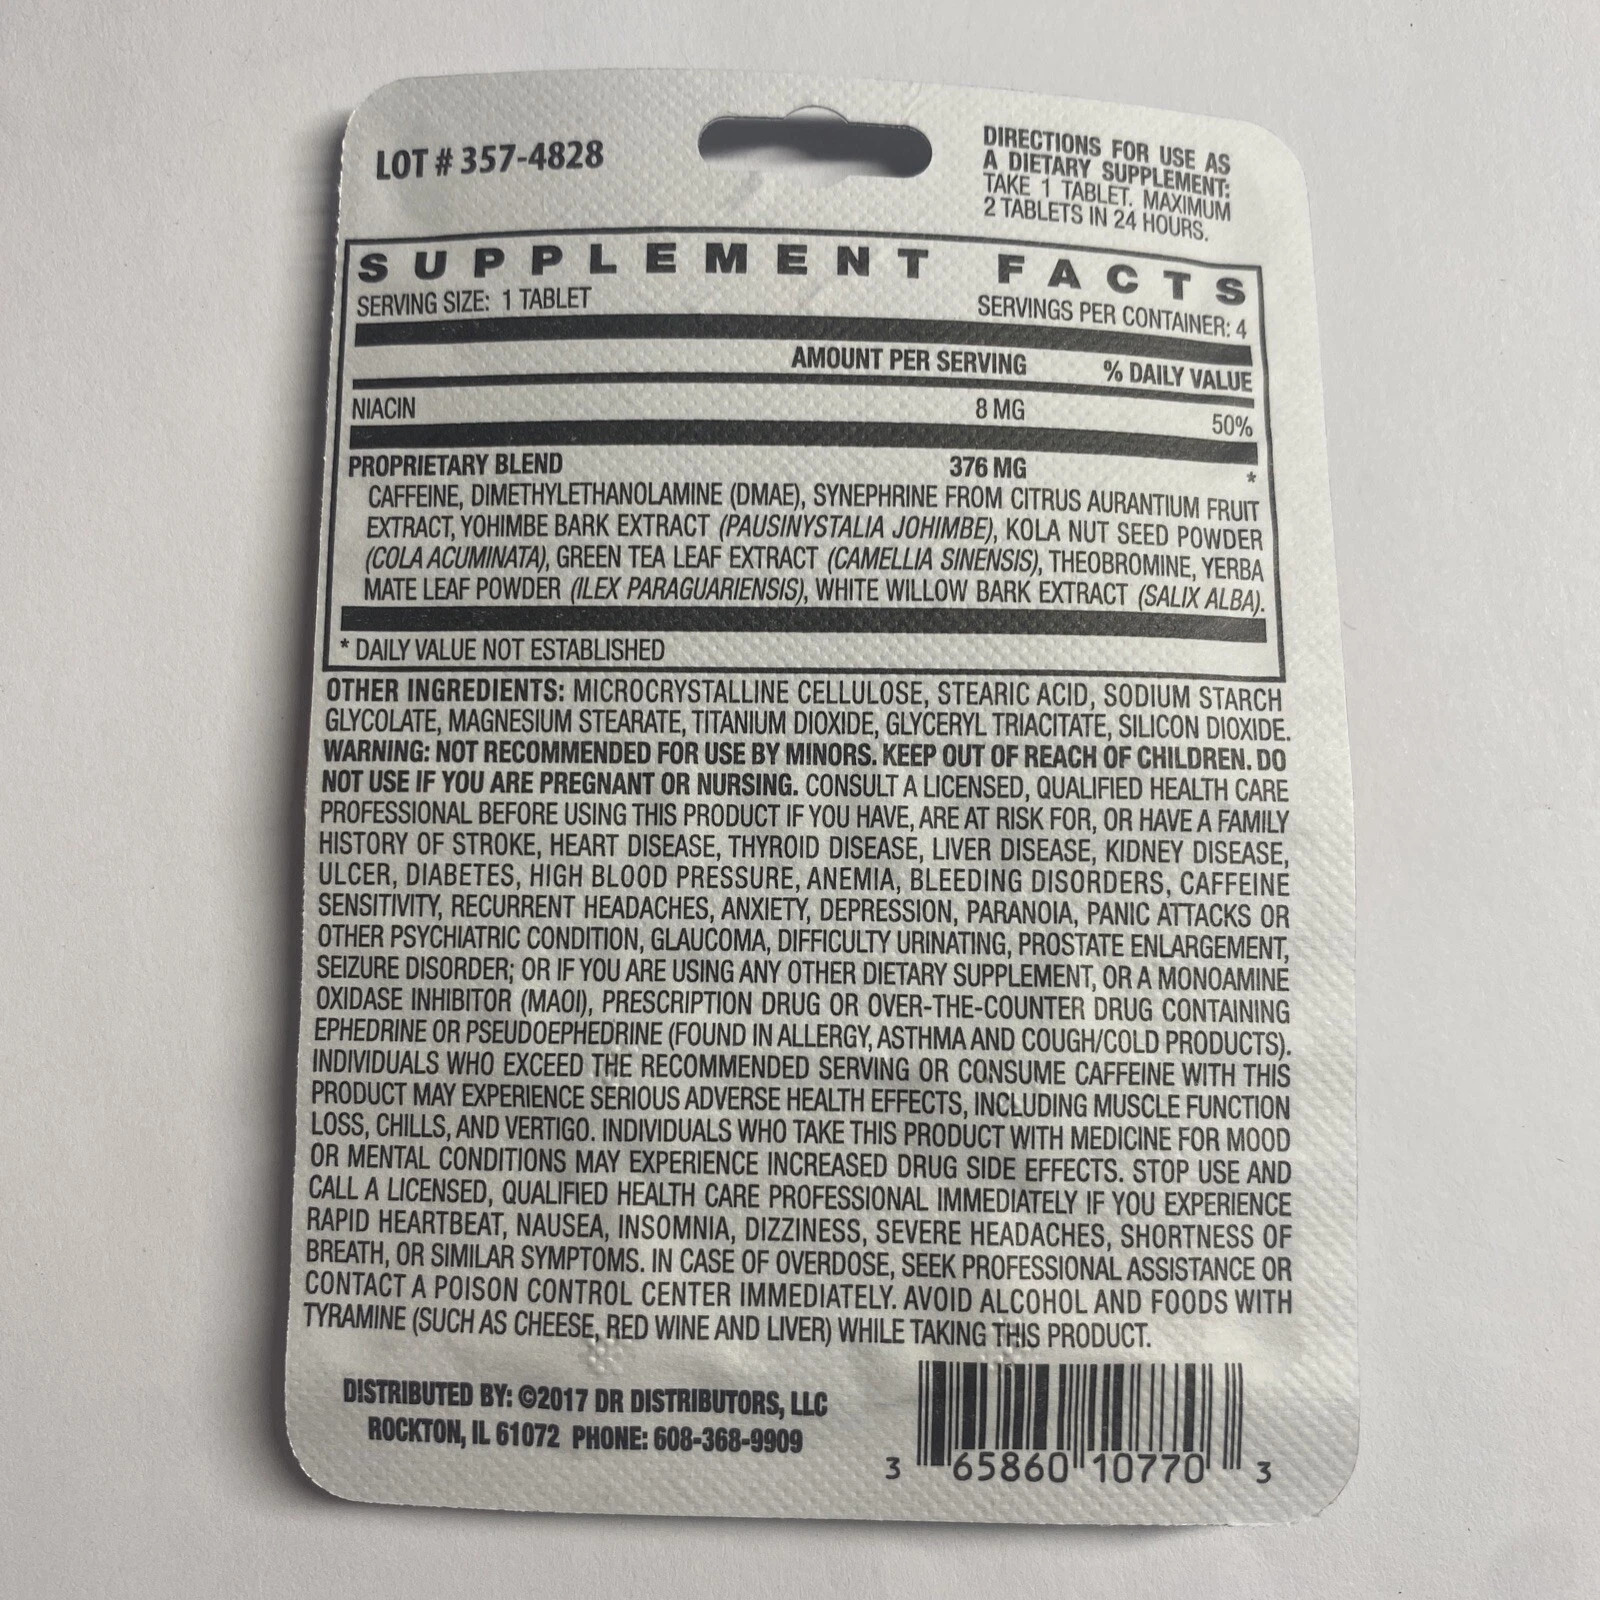 LOT # 357-4828
DIRECTIONS FOR USE AS
A DIETARY SUPPLEMENT:
TAKE 1 TABLET. MAXIMUM
2 TABLETS IN 24 HOURS.
SUPPLEMENT FACTS
SERVING SIZE: 1 TABLET SERVINGS PER CONTAINER: 4
AMOUNT PER SERVING % DAILY VALUE
NIACIN 8 MG 50%
PROPRIETARY BLEND 376 MG *
CAFFEINE, DIMETHYLETHANOLAMINE (DMAE), SYNEPHRINE FROM CITRUS AURANTIUM FRUIT
EXTRACT, YOHIMBE BARK EXTRACT (PAUSINYSTALIA JOHIMBE), KOLA NUT SEED POWDER
(COLA ACUMINATA), GREEN TEA LEAF EXTRACT (CAMELLIA SINENSIS), THEOBROMINE, YERBA
MATE LEAF POWDER (ILEX PARAGUARIENSIS), WHITE WILLOW BARK EXTRACT (SALIX ALBA).
* DAILY VALUE NOT ESTABLISHED
OTHER INGREDIENTS: MICROCRYSTALLINE CELLULOSE, STEARIC ACID, SODIUM STARCH
GLYCOLATE, MAGNESIUM STEARATE, TITANIUM DIOXIDE, GLYCERYL TRIACITATE, SILICON DIOXIDE.
WARNING: NOT RECOMMENDED FOR USE BY MINORS. KEEP OUT OF REACH OF CHILDREN. DO
NOT USE IF YOU ARE PREGNANT OR NURSING. CONSULT A LICENSED, QUALIFIED HEALTH CARE
PROFESSIONAL BEFORE USING THIS PRODUCT IF YOU HAVE, ARE AT RISK FOR, OR HAVE A FAMILY
HISTORY OF STROKE, HEART DISEASE, THYROID DISEASE, LIVER DISEASE, KIDNEY DISEASE,
ULCER, DIABETES, HIGH BLOOD PRESSURE, ANEMIA, BLEEDING DISORDERS, CAFFEINE
SENSITIVITY, RECURRENT HEADACHES, ANXIETY, DEPRESSION, PARANOIA, PANIC ATTACKS OR
OTHER PSYCHIATRIC CONDITION, GLAUCOMA, DIFFICULTY URINATING, PROSTATE ENLARGEMENT,
SEIZURE DISORDER; OR IF YOU ARE USING ANY OTHER DIETARY SUPPLEMENT, OR A MONOAMINE
OXIDASE INHIBITOR (MAOI), PRESCRIPTION DRUG OR OVER-THE-COUNTER DRUG CONTAINING
EPHEDRINE OR PSEUDOEPHEDRINE (FOUND IN ALLERGY, ASTHMA AND COUGH/COLD PRODUCTS).
INDIVIDUALS WHO EXCEED THE RECOMMENDED SERVING OR CONSUME CAFFEINE WITH THIS
PRODUCT MAY EXPERIENCE SERIOUS ADVERSE HEALTH EFFECTS, INCLUDING MUSCLE FUNCTION
LOSS, CHILLS, AND VERTIGO. INDIVIDUALS WHO TAKE THIS PRODUCT WITH MEDICINE FOR MOOD
OR MENTAL CONDITIONS MAY EXPERIENCE INCREASED DRUG SIDE EFFECTS. STOP USE AND
CALL A LICENSED, QUALIFIED HEALTH CARE PROFESSIONAL IMMEDIATELY IF YOU EXPERIENCE
RAPID HEARTBEAT, NAUSEA, INSOMNIA, DIZZINESS, SEVERE HEADACHES, SHORTNESS OF
BREATH, OR SIMILAR SYMPTOMS. IN CASE OF OVERDOSE, SEEK PROFESSIONAL ASSISTANCE OR
CONTACT A POISON CONTROL CENTER IMMEDIATELY. AVOID ALCOHOL AND FOODS WITH
TYRAMINE (SUCH AS CHEESE, RED WINE AND LIVER) WHILE TAKING THIS PRODUCT.
DISTRIBUTED BY: ©2017 DR DISTRIBUTORS, LLC
ROCKTON, IL 61072 PHONE: 608-368-9909
3 65860 10770 3